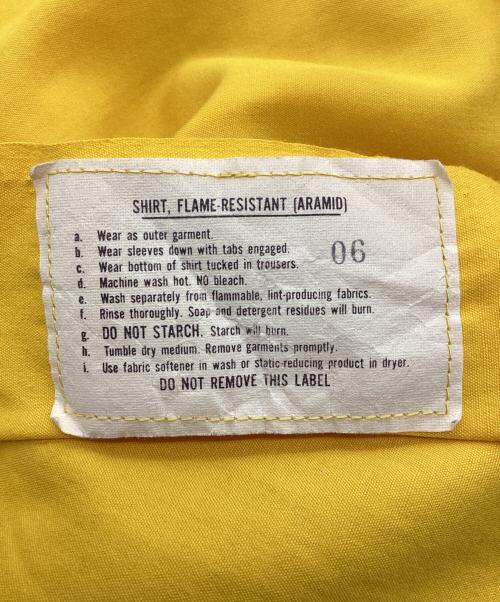 SHIRT, FLAME-RESISTANT (ARAMID)
a. Wear as outer garment.
b. Wear sleeves down with tabs engaged.
06
c. Wear bottom of shirt tucked in trousers.
d. Machine wash hot. NO bleach.
e. Wash separately from flammable, lint-producing fabrics.
f. Rinse thoroughly. Soap and detergent residues will burn.
g. DO NOT STARCH. Starch will burn.
h. Tumble dry medium. Remove garments promptly.
i. Use fabric softener in wash or static-reducing product in dryer.
DO NOT REMOVE THIS LABEL